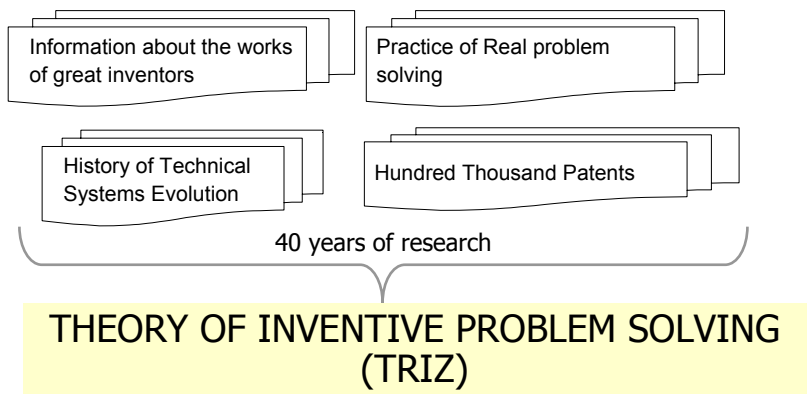 Information about the works
of great inventors
Practice of Real problem
solving
History of Technical
Systems Evolution
Hundred Thousand Patents
40 years of research
THEORY OF INVENTIVE PROBLEM SOLVING
(TRIZ)